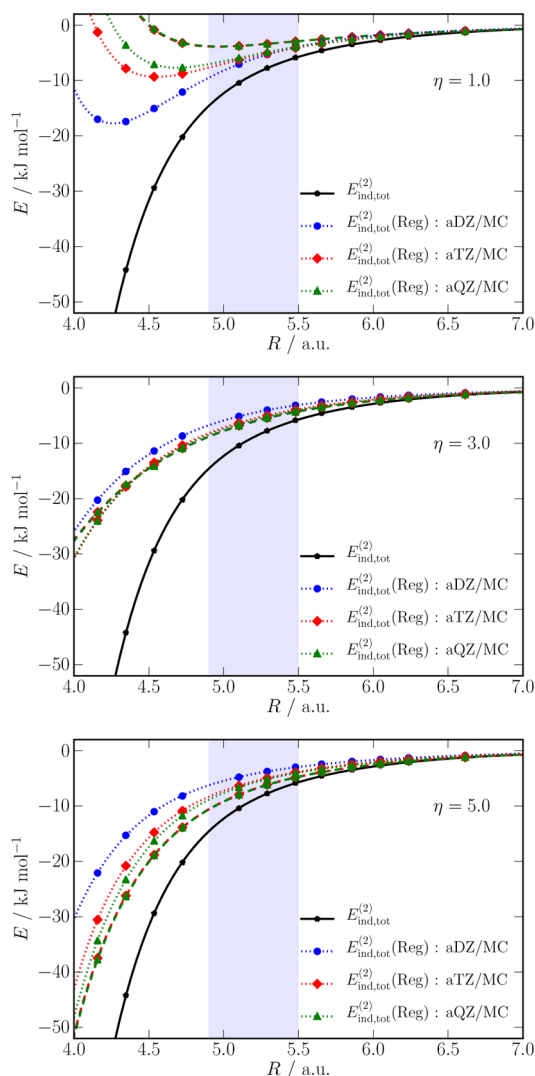 0
−10
−20
−30
−40
−50
E / kJ mol⁻¹
η = 1.0
E⁽²⁾ind,tot
E⁽²⁾ind,tot(Reg) : aDZ/MC
E⁽²⁾ind,tot(Reg) : aTZ/MC
E⁽²⁾ind,tot(Reg) : aQZ/MC
4.0 4.5 5.0 5.5 6.0 6.5 7.0
R / a.u.
0
−10
−20
−30
−40
−50
E / kJ mol⁻¹
η = 3.0
E⁽²⁾ind,tot
E⁽²⁾ind,tot(Reg) : aDZ/MC
E⁽²⁾ind,tot(Reg) : aTZ/MC
E⁽²⁾ind,tot(Reg) : aQZ/MC
4.0 4.5 5.0 5.5 6.0 6.5 7.0
R / a.u.
0
−10
−20
−30
−40
−50
E / kJ mol⁻¹
η = 5.0
E⁽²⁾ind,tot
E⁽²⁾ind,tot(Reg) : aDZ/MC
E⁽²⁾ind,tot(Reg) : aTZ/MC
E⁽²⁾ind,tot(Reg) : aQZ/MC
4.0 4.5 5.0 5.5 6.0 6.5 7.0
R / a.u.